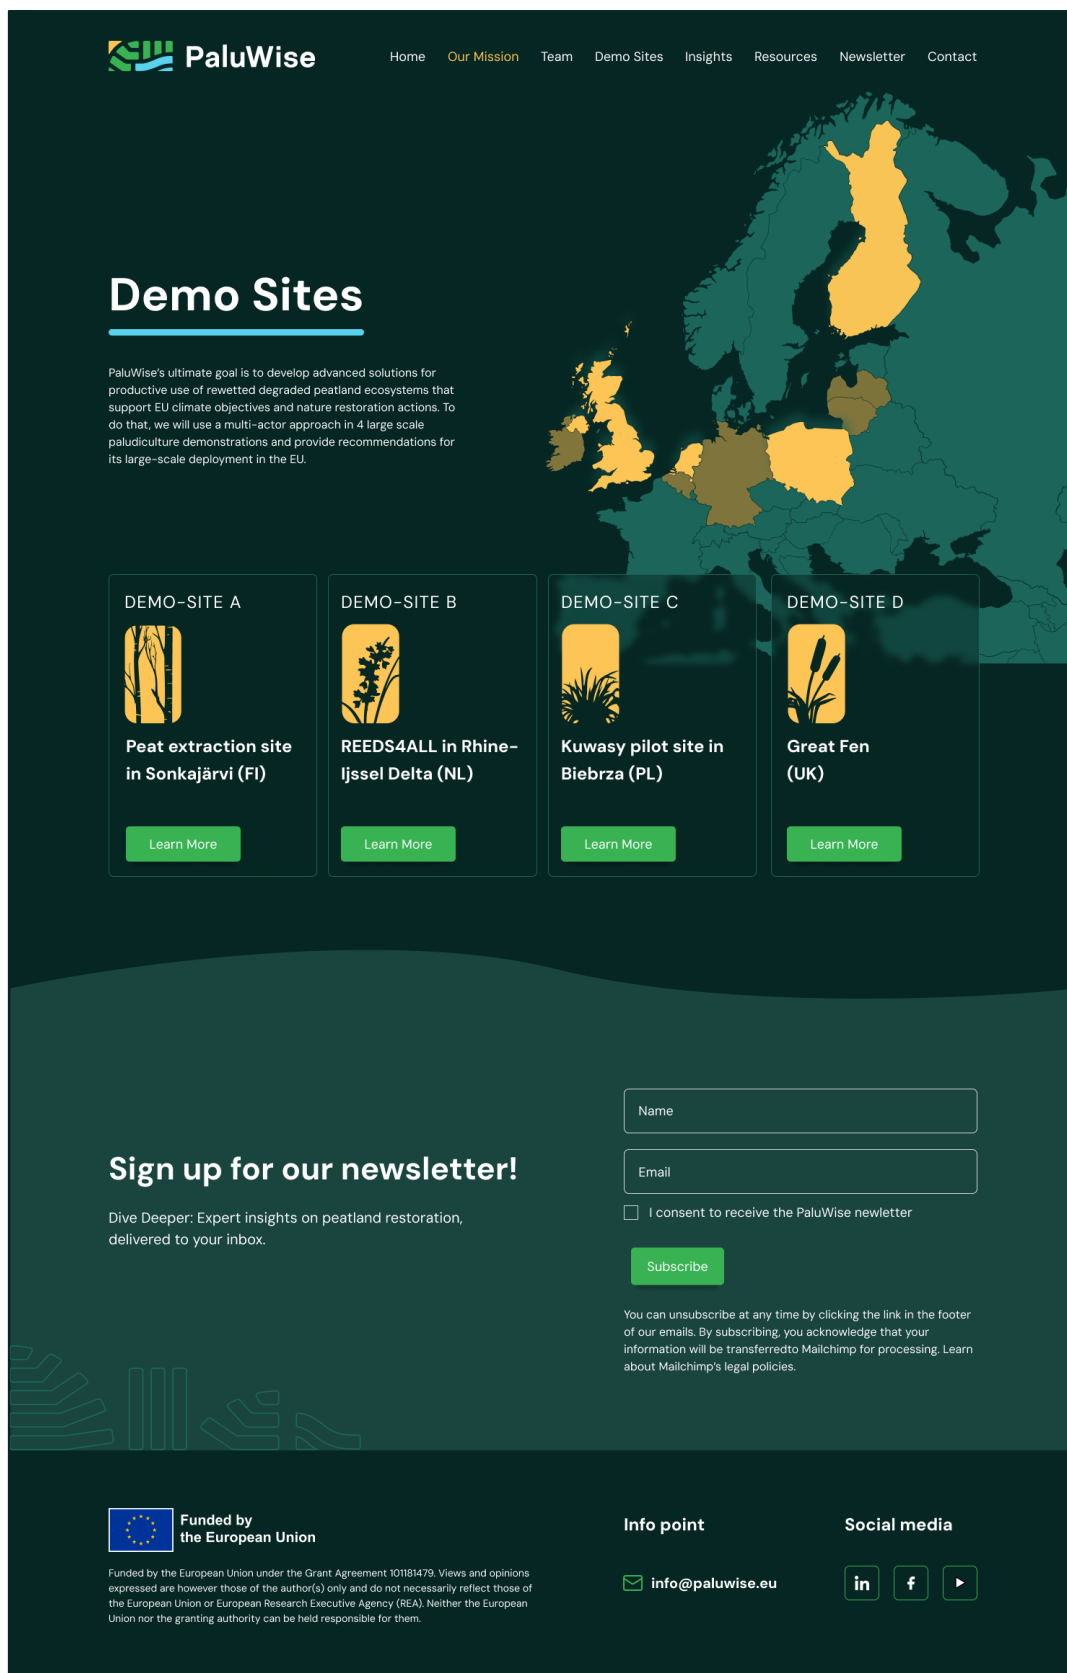 PaluWise
Home Our Mission Team Demo Sites Insights Resources Newsletter Contact
Demo Sites
PaluWise's ultimate goal is to develop advanced solutions for
productive use of rewetted degraded peatland ecosystems that
support EU climate objectives and nature restoration actions. To
do that, we will use a multi-actor approach in 4 large scale
paludiculture demonstrations and provide recommendations for
its large-scale deployment in the EU.
DEMO-SITE A
Peat extraction site
in Sonkajärvi (FI)
Learn More
DEMO-SITE B
REEDS4ALL in Rhine-
Ijssel Delta (NL)
Learn More
DEMO-SITE C
Kuwasy pilot site in
Biebrza (PL)
Learn More
DEMO-SITE D
Great Fen
(UK)
Learn More
Sign up for our newsletter!
Dive Deeper: Expert insights on peatland restoration,
delivered to your inbox.
Name
Email
I consent to receive the PaluWise newletter
Subscribe
You can unsubscribe at any time by clicking the link in the footer
of our emails. By subscribing, you acknowledge that your
information will be transferredto Mailchimp for processing. Learn
about Mailchimp's legal policies.
Funded by
the European Union
Funded by the European Union under the Grant Agreement 101181479. Views and opinions
expressed are however those of the author(s) only and do not necessarily reflect those of
the European Union or European Research Executive Agency (REA). Neither the European
Union nor the granting authority can be held responsible for them.
Info point
info@paluwise.eu
Social media
in
f